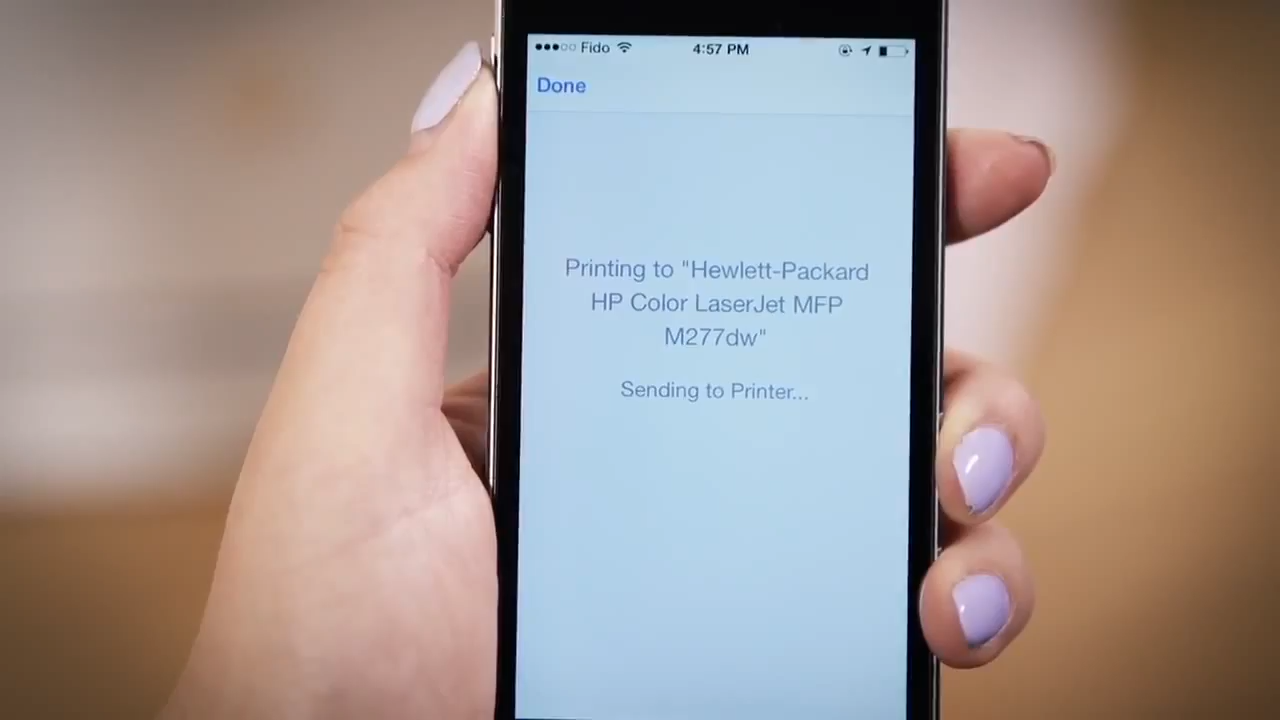 Fido 4:57 PM
Done
Printing to "Hewlett-Packard
HP Color LaserJet MFP
M277dw"
Sending to Printer...